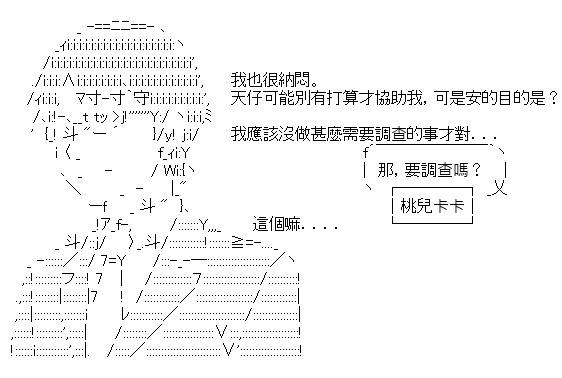 我也很納悶。
天仔可能別有打算才協助我,可是安的目的是？
我應該沒做甚麼需要調查的事才對...
那,要調查嗎？
桃兒卡卡
這個嘛....